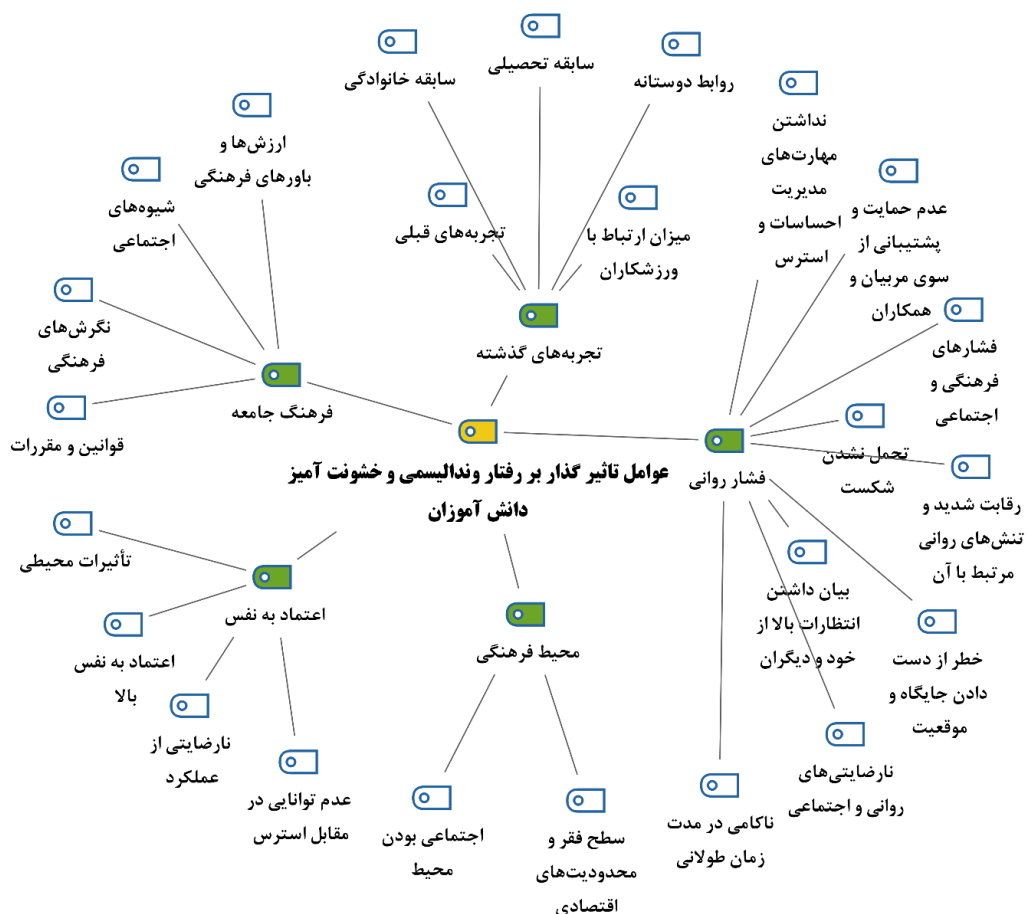 سابقه تحصیلی
سابقه خانوادگی
روابط دوستانه
نداشتن
مهارت‌های
مدیریت
احساسات و
استرس
ارزش‌ها و
باورهای فرهنگی
شیوه‌های
اجتماعی
عدم حمایت و
پشتیبانی از
سوی مربیان و
همکاران
تجربه‌های قبلی
میزان ارتباط با
ورزشکاران
نگرش‌های
فرهنگی
تجربه‌های گذشته
فشارهای
فرهنگی و
اجتماعی
فرهنگ جامعه
قوانین و مقررات
تحمل نشدن
شکست
فشار روانی
عوامل تاثیر گذار بر رفتار وندالیسمی و خشونت آمیز
دانش آموزان
رقابت شدید و
تنش‌های روانی
مرتبط با آن
تأثیرات محیطی
اعتماد به نفس
اعتماد به نفس
بالا
محیط فرهنگی
بیان داشتن
انتظارات بالا از
خود و دیگران
خطر از دست
دادن جایگاه و
موقعیت
نارضایتی از
عملکرد
عدم توانایی در
مقابل استرس
اجتماعی بودن
محیط
سطح فقر و
محدودیت‌های
اقتصادی
ناکامی در مدت
زمان طولانی
نارضایتی‌های
روانی و اجتماعی